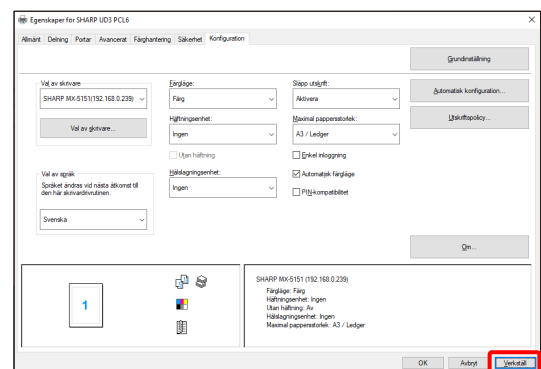 Egenskaper för SHARP UD3 PCL6
Allmänt Delning Portar Avancerat Färghantering Säkerhet Konfiguration
Grundinställning
Val av skrivare
SHARP MX-5151(192.168.0.239)
Val av skrivare...
Färgläge:
Färg
Släpp utskrift:
Aktivera
Automatisk konfiguration...
Häftningsenhet:
Ingen
Maximal pappersstorlek:
A3 / Ledger
Utskriftspolicy...
Utan häftning
Enkel inloggning
Val av språk
Språket ändras vid nästa åtkomst till
den här skrivardrivrutinen.
Svenska
Hålslagningsenhet:
Ingen
Automatisk färgläge
PIN-kompatibilitet
Om...
1
SHARP MX-5151 (192.168.0.239)
Färgläge: Färg
Häftningsenhet: Ingen
Utan häftning: Av
Hålslagningsenhet: Ingen
Maximal pappersstorlek: A3 / Ledger
OK Avbryt Verkställ